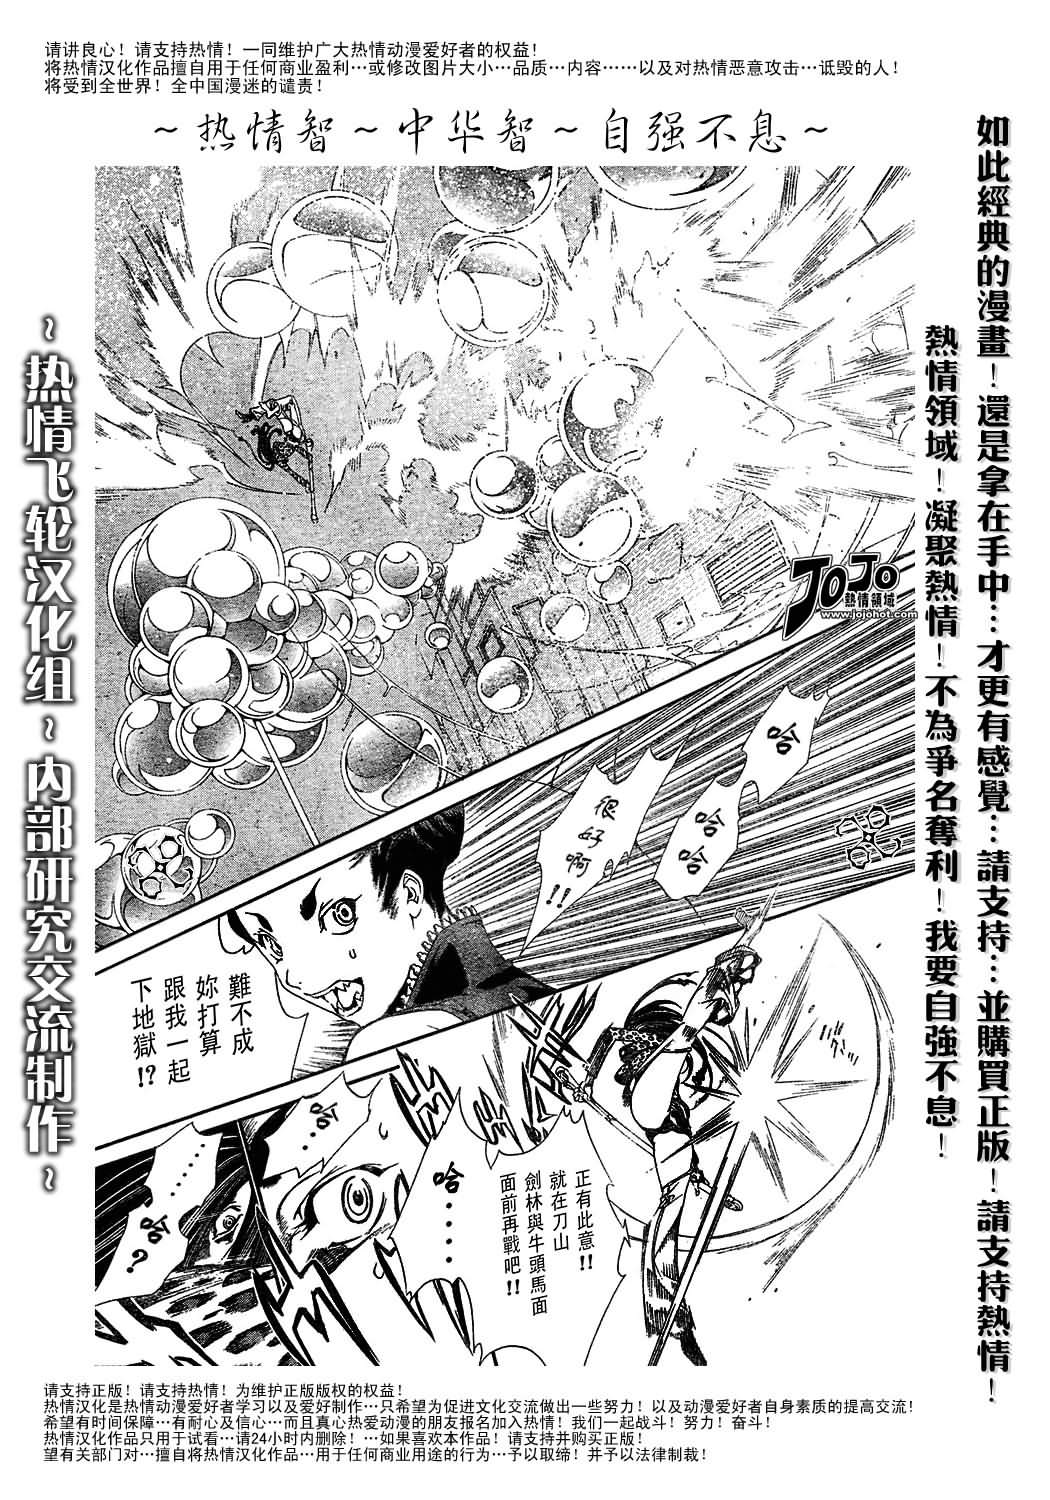 请讲良心！请支持热情！一同维护广大热情动漫爱好者的权益！
将热情汉化作品擅自用于任何商业盈利…或修改图片大小…品质…内容……以及对热情恶意攻击…诋毁的人！
将受到全世界！全中国漫迷的谴责！
～热情智～中华智～自强不息～
如此經典的漫畫！還是拿在手中…才更有感覺…請支持…並購買正版！請支持熱情！
熱情領域！凝聚熱情！不為爭名奪利！我要自強不息！
～热情飞轮汉化组～内部研究交流制作～
JOJO
熱情領域
www.jojohot.com
哈
哈哈
很好啊!!
難不成
妳打算
跟我一起
下地獄!?
正有此意!!
就在刀山
劍林與牛頭馬面
面前再戰吧!!
哈……
哈…
哈?
请支持正版！请支持热情！为维护正版版权的权益！
热情汉化是热情动漫爱好者学习以及爱好制作…只希望为促进文化交流做出一些努力！以及动漫爱好者自身素质的提高交流！
希望有时间保障…有耐心及信心…而且真心热爱动漫的朋友报名加入热情！我们一起战斗！努力！奋斗！
热情汉化作品只用于试看…请24小时内删除！…如果喜欢本作品！请支持并购买正版！
望有关部门对…擅自将热情汉化作品…用于任何商业用途的行为…予以取缔！并予以法律制裁！